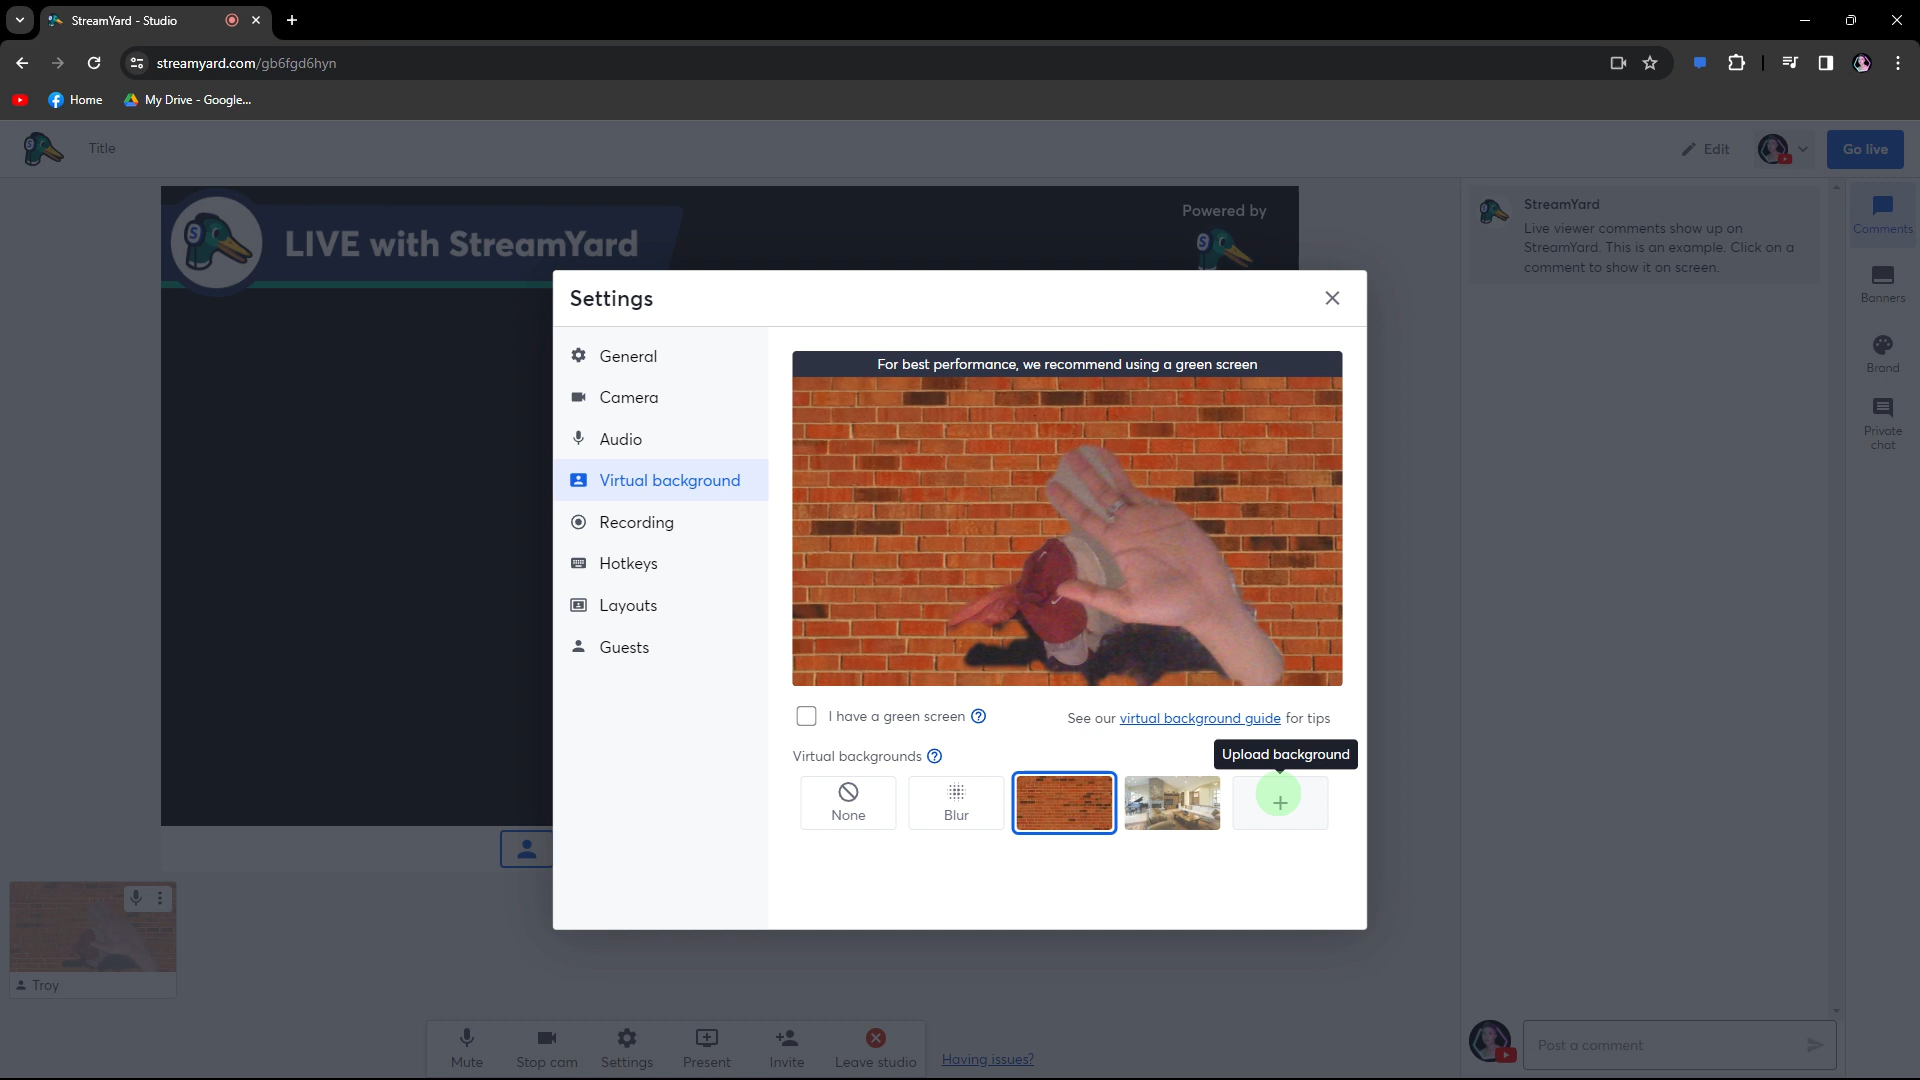 StreamYard - Studio
streamyard.com/gb6fgd6hyn
Home
My Drive - Google...
Title
Edit
Go live
LIVE with StreamYard
Powered by
StreamYard
Live viewer comments show up on
StreamYard. This is an example. Click on a
comment to show it on screen.
Comments
Banners
Brand
Private
chat
Settings
General
Camera
Audio
Virtual background
Recording
Hotkeys
Layouts
Guests
For best performance, we recommend using a green screen
I have a green screen
See our virtual background guide for tips
Virtual backgrounds
Upload background
None
Blur
Troy
Mute
Stop cam
Settings
Present
Invite
Leave studio
Having issues?
Post a comment